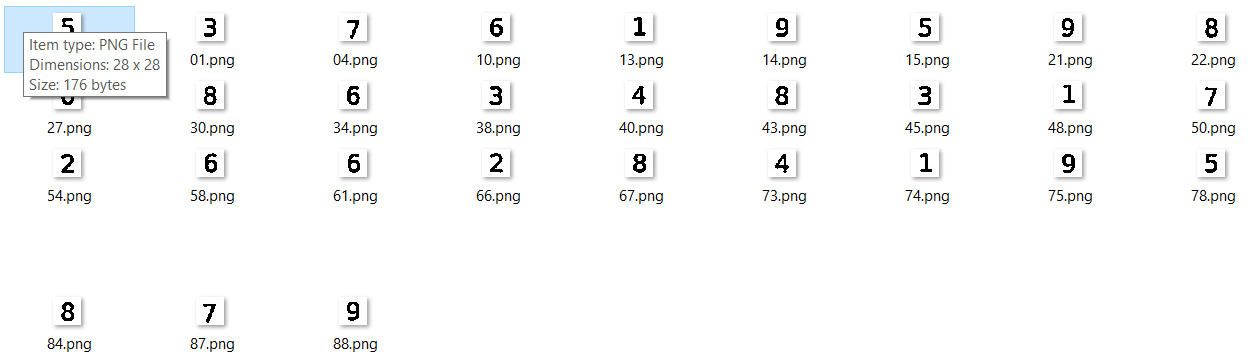 5 3 7 6 1 9 5 9 8
Item type: PNG File
Dimensions: 28 x 28
Size: 176 bytes
01.png 04.png 10.png 13.png 14.png 15.png 21.png 22.png
8 6 3 4 8 3 1 7
27.png 30.png 34.png 38.png 40.png 43.png 45.png 48.png 50.png
2 6 6 2 8 4 1 9 5
54.png 58.png 61.png 66.png 67.png 73.png 74.png 75.png 78.png
8 7 9
84.png 87.png 88.png